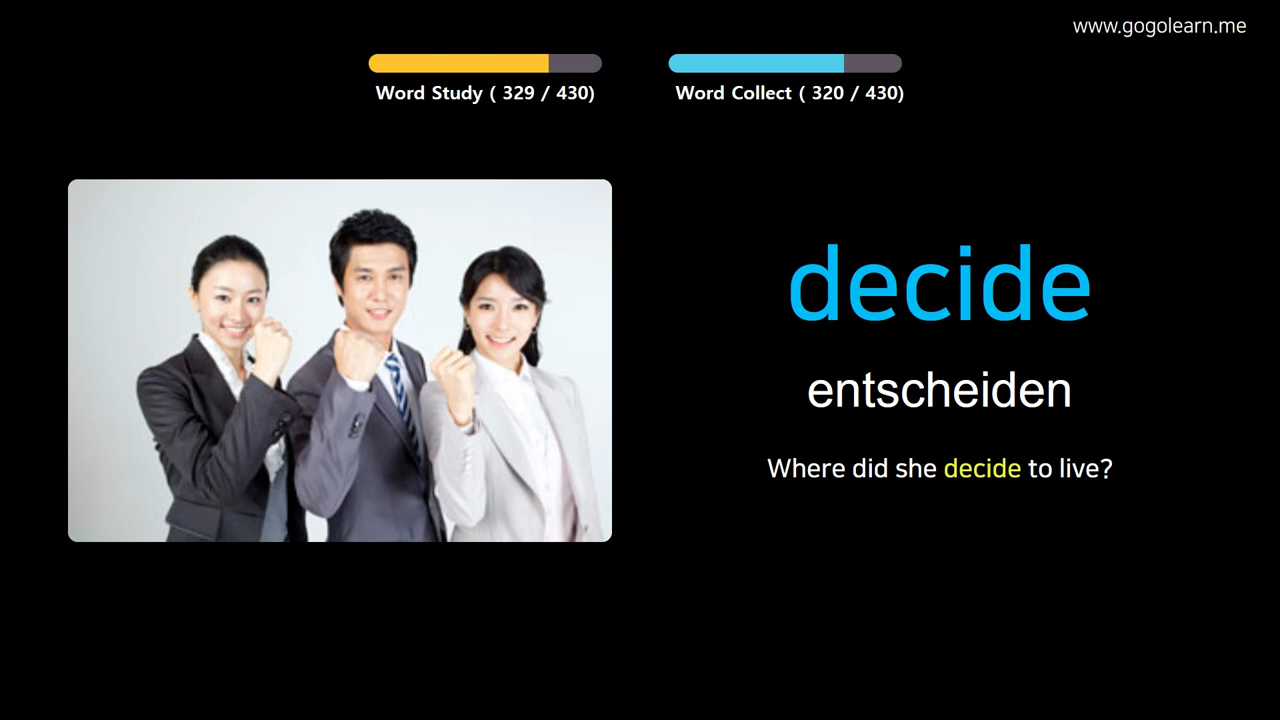 www.gogolearn.me
Word Study ( 329 / 430)
Word Collect ( 320 / 430)
decide
entscheiden
Where did she decide to live?